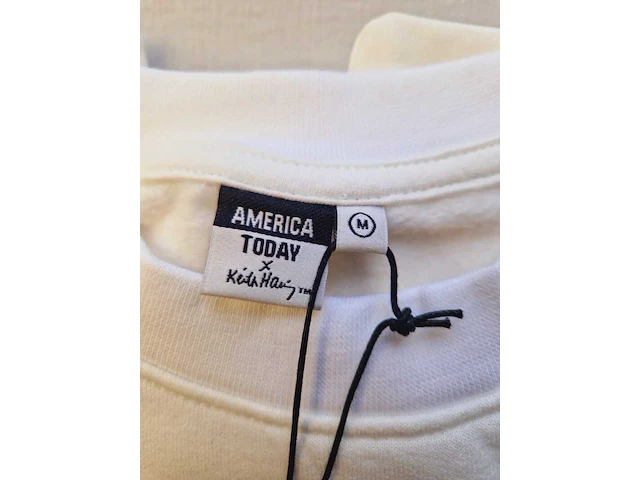 AMERICA
TODAY
x
Keith Haring™
M